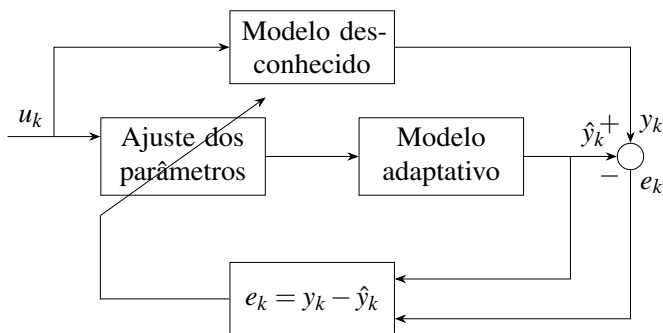 Modelo des-
conhecido
u_k
Ajuste dos
parâmetros
Modelo
adaptativo
ŷ_k
+
y_k
−
e_k
e_k = y_k − ŷ_k